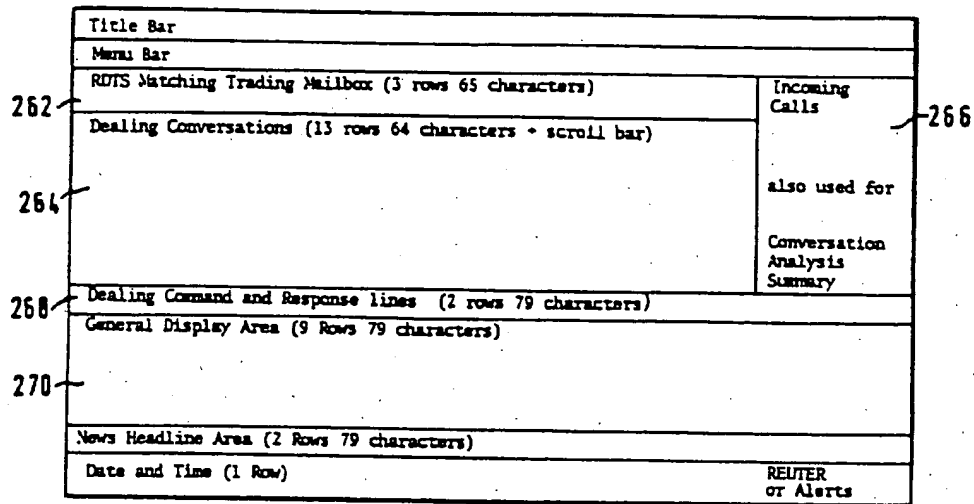 Title Bar
Menu Bar
RDTS Matching Trading Mailbox (3 rows 65 characters)
Incoming
Calls
262
266
Dealing Conversations (13 rows 64 characters + scroll bar)
264
also used for
Conversation
Analysis
Summary
268
Dealing Command and Response lines (2 rows 79 characters)
General Display Area (9 Rows 79 characters)
270
News Headline Area (2 Rows 79 characters)
Date and Time (1 Row)
REUTER
or Alerts